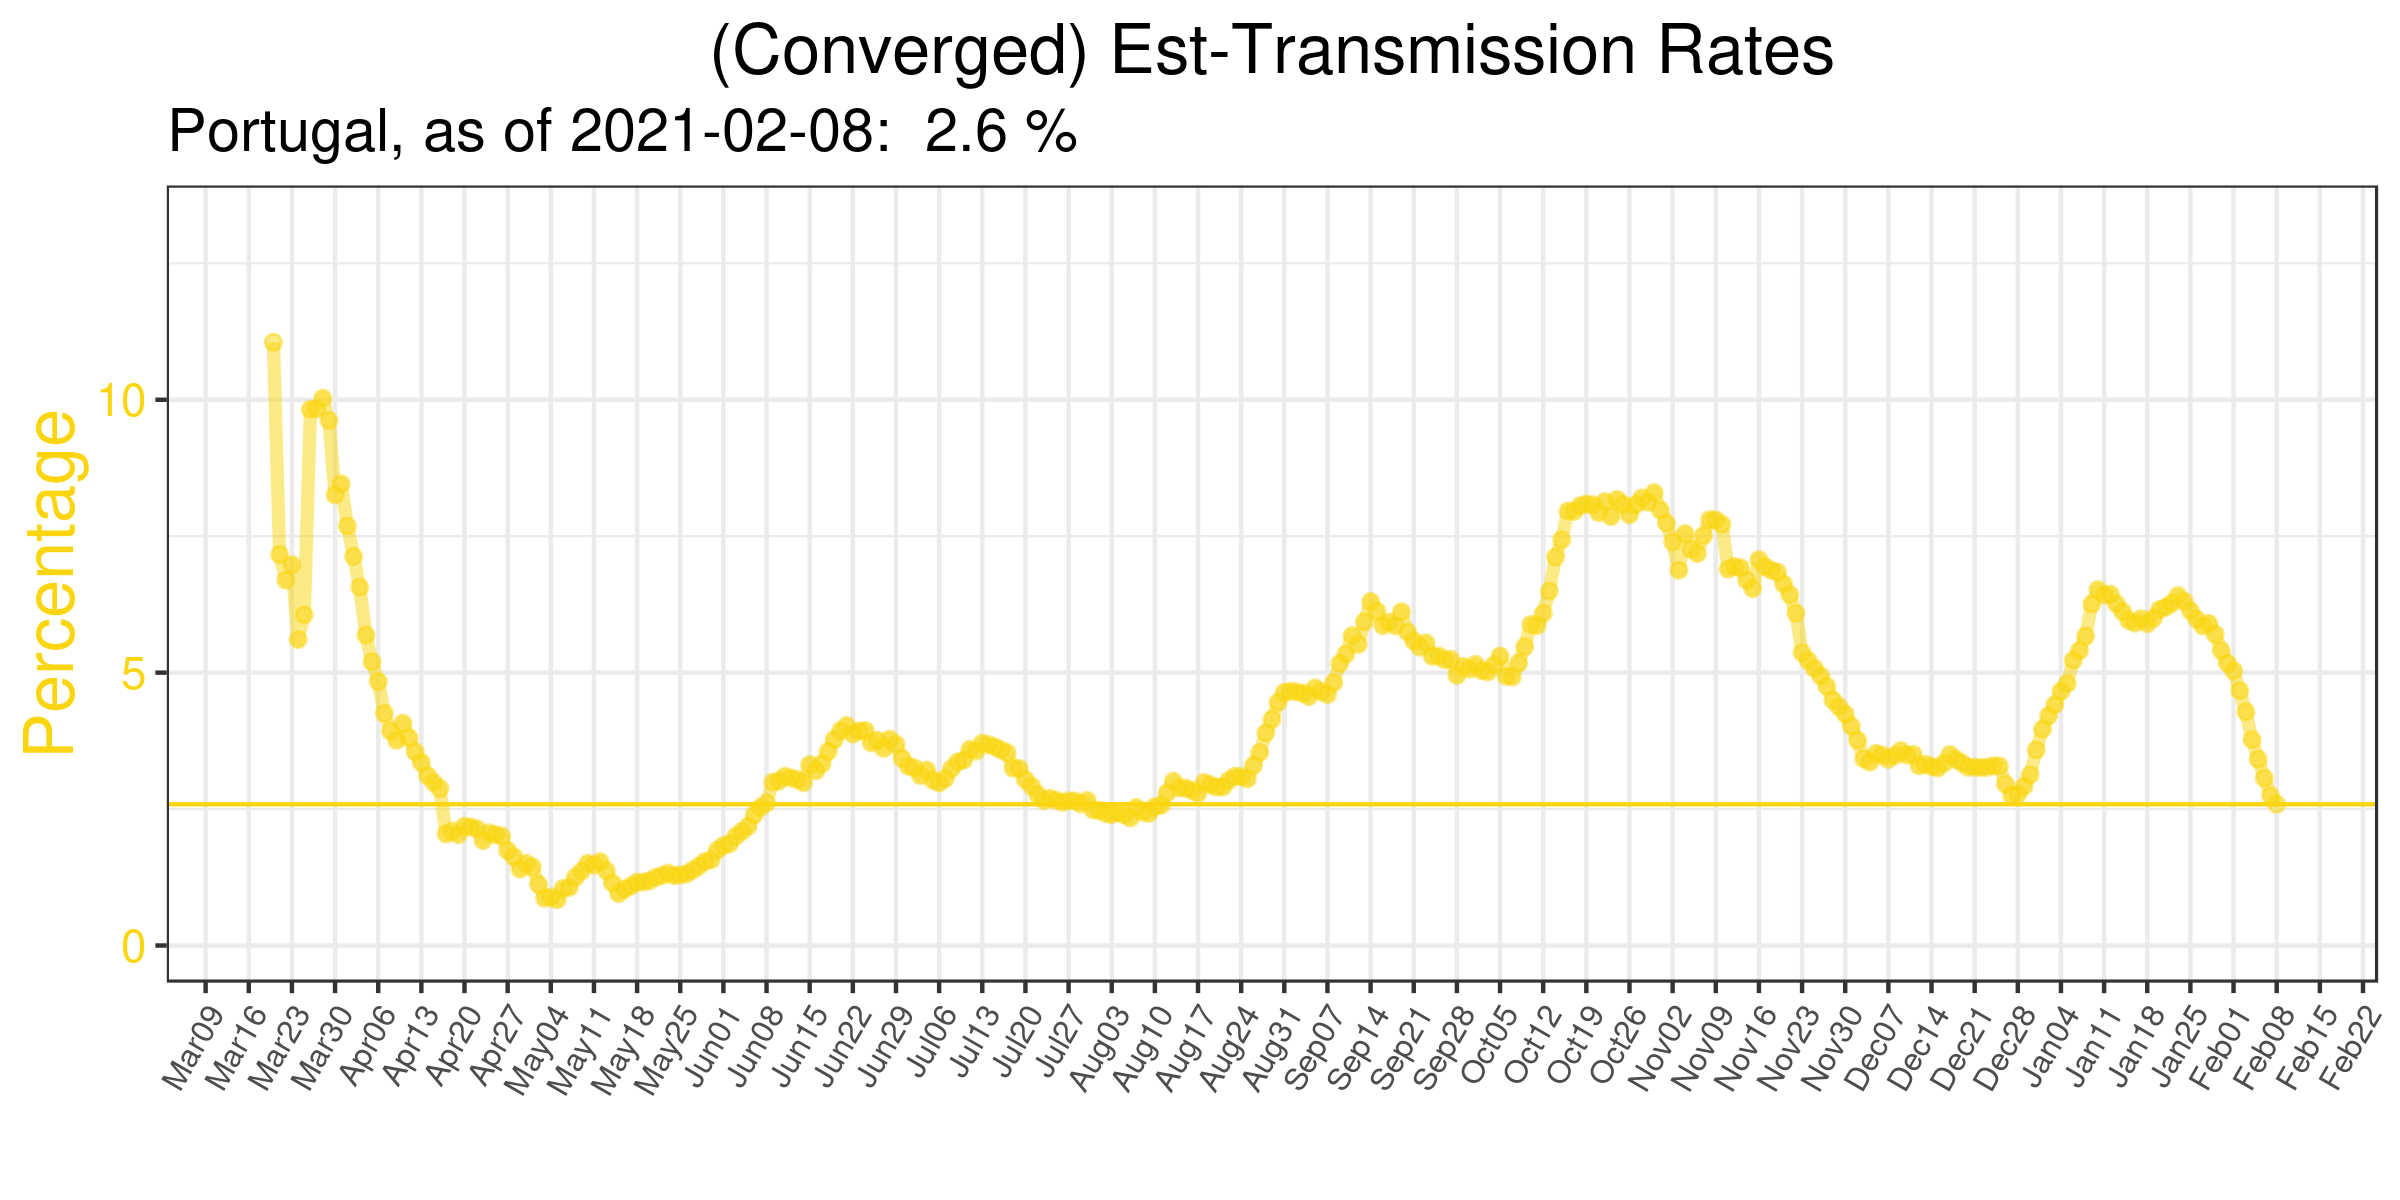 (Converged) Est-Transmission Rates
Portugal, as of 2021-02-08:  2.6 %
Percentage
10
5
0
Mar09
Mar16
Mar23
Mar30
Apr06
Apr13
Apr20
Apr27
May04
May11
May18
May25
Jun01
Jun08
Jun15
Jun22
Jun29
Jul06
Jul13
Jul20
Jul27
Aug03
Aug10
Aug17
Aug24
Aug31
Sep07
Sep14
Sep21
Sep28
Oct05
Oct12
Oct19
Oct26
Nov02
Nov09
Nov16
Nov23
Nov30
Dec07
Dec14
Dec21
Dec28
Jan04
Jan11
Jan18
Jan25
Feb01
Feb08
Feb15
Feb22